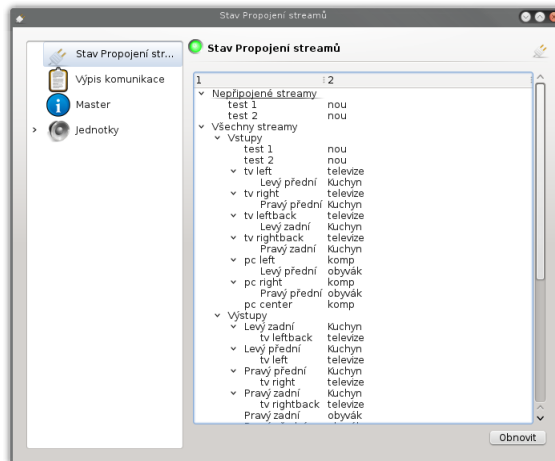 Stav Propojení streamů
Stav Propojení str...
Výpis komunikace
Master
Jednotky
Stav Propojení streamů
1 2
Nepřipojené streamy
test 1 nou
test 2 nou
Všechny streamy
Vstupy
test 1 nou
test 2 nou
tv left televize
Levý přední Kuchyn
tv right televize
Pravý přední Kuchyn
tv leftback televize
Levý zadní Kuchyn
tv rightback televize
Pravý zadní Kuchyn
pc left komp
Levý přední obyvák
pc right komp
Pravý přední obyvák
pc center komp
Výstupy
Levý zadní Kuchyn
tv leftback televize
Levý přední Kuchyn
tv left televize
Pravý přední Kuchyn
tv right televize
Pravý zadní Kuchyn
tv rightback televize
Pravý zadní obyvák
Obnovit